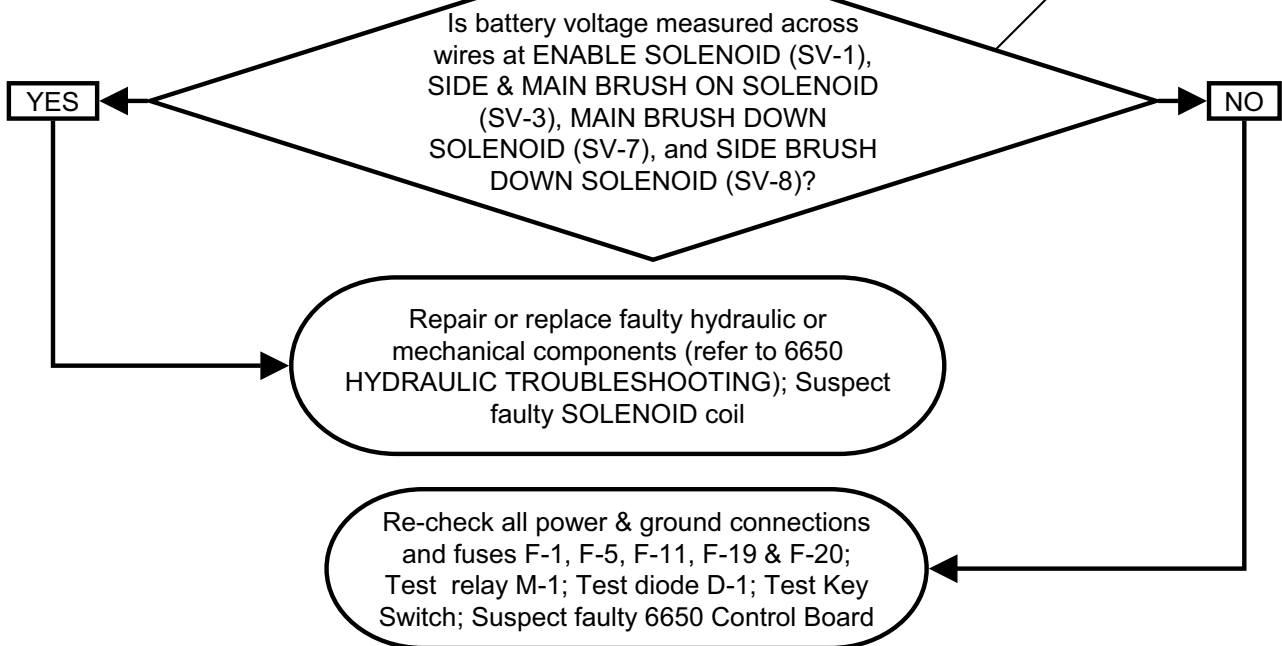 Is battery voltage measured across
wires at ENABLE SOLENOID (SV-1),
SIDE & MAIN BRUSH ON SOLENOID
(SV-3), MAIN BRUSH DOWN
SOLENOID (SV-7), and SIDE BRUSH
DOWN SOLENOID (SV-8)?
YES
NO
Repair or replace faulty hydraulic or
mechanical components (refer to 6650
HYDRAULIC TROUBLESHOOTING); Suspect
faulty SOLENOID coil
Re-check all power & ground connections
and fuses F-1, F-5, F-11, F-19 & F-20;
Test relay M-1; Test diode D-1; Test Key
Switch; Suspect faulty 6650 Control Board